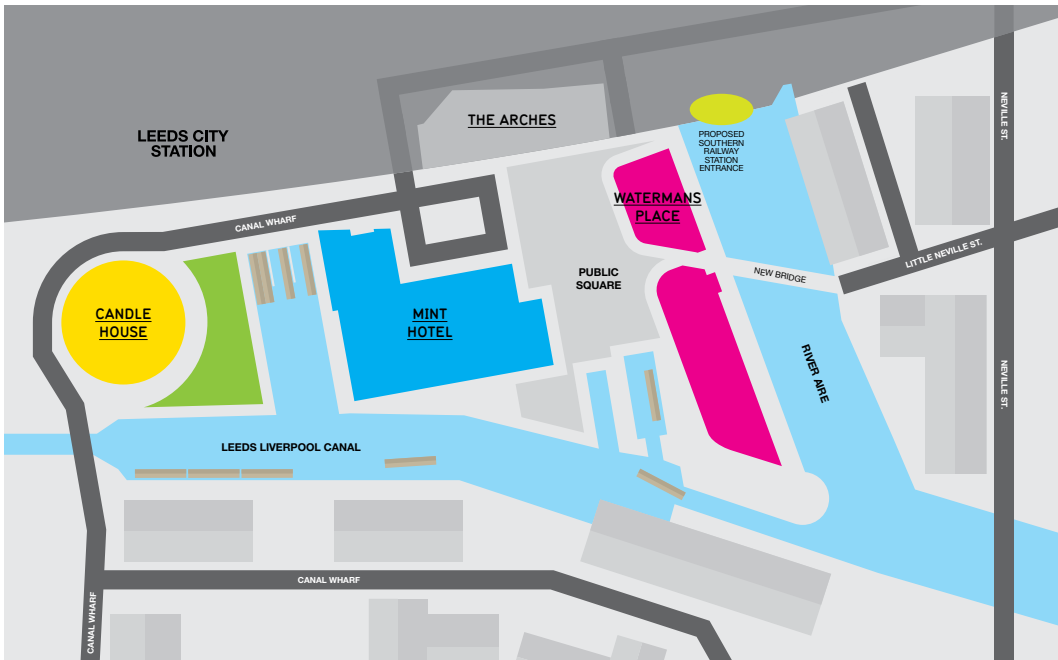 LEEDS CITY
STATION
THE ARCHES
PROPOSED
SOUTHERN
RAILWAY
STATION
ENTRANCE
NEVILLE ST.
WATERMANS
PLACE
CANAL WHARF
LITTLE NEVILLE ST.
PUBLIC
SQUARE
NEW BRIDGE
CANDLE
HOUSE
MINT
HOTEL
RIVER AIRE
NEVILLE ST.
LEEDS LIVERPOOL CANAL
CANAL WHARF
CANAL WHARF